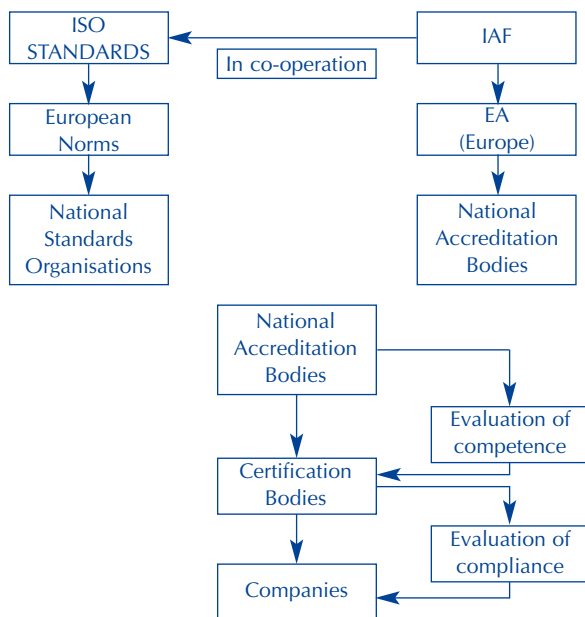 ISO
STANDARDS
IAF
In co-operation
European
Norms
EA
(Europe)
National
Standards
Organisations
National
Accreditation
Bodies
National
Accreditation
Bodies
Evaluation of
competence
Certification
Bodies
Evaluation of
compliance
Companies